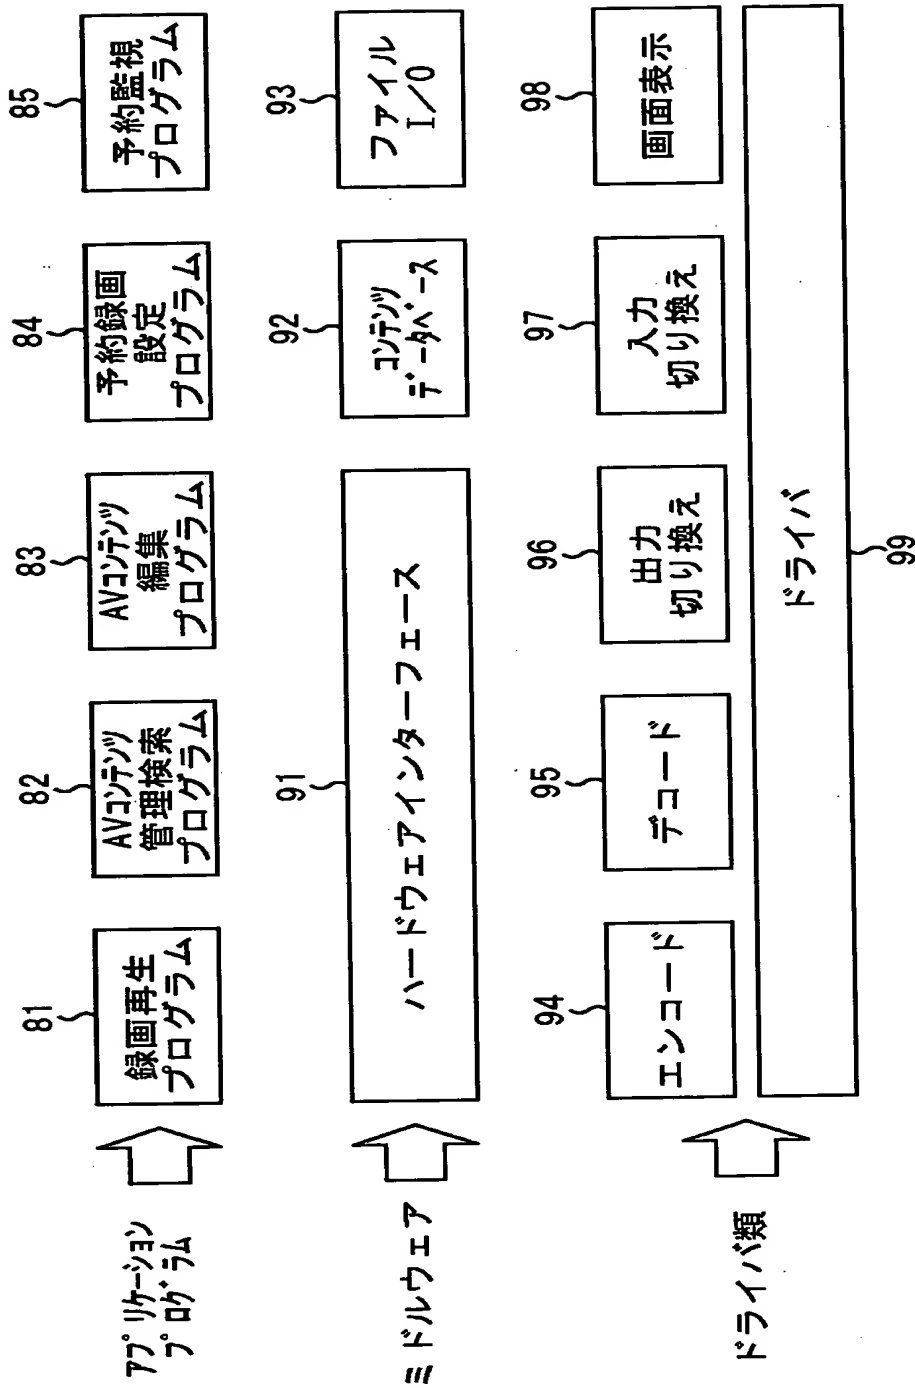 アプリケーション
プログラム
81
録画再生
プログラム
82
AVコンテンツ
管理検索
プログラム
83
AVコンテンツ
編集
プログラム
84
予約録画
設定
プログラム
85
予約監視
プログラム
ミドルウェア
91
ハードウェアインターフェース
92
コンテンツ
データベース
93
ファイル
I/O
ドライバ類
94
エンコード
95
デコード
96
出力
切り換え
97
入力
切り換え
98
画面表示
ドライバ
99